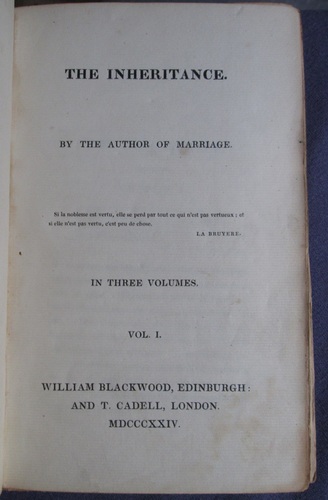 THE INHERITANCE.
BY THE AUTHOR OF MARRIAGE.
Si la noblesse est vertu, elle se perd par tout ce qui n'est pas vertueux: et
si elle n'est pas vertu, c'est peu de chose.
LA BRUYERE.
IN THREE VOLUMES.
VOL. I.
WILLIAM BLACKWOOD, EDINBURGH:
AND T. CADELL, LONDON.
MDCCCXXIV.